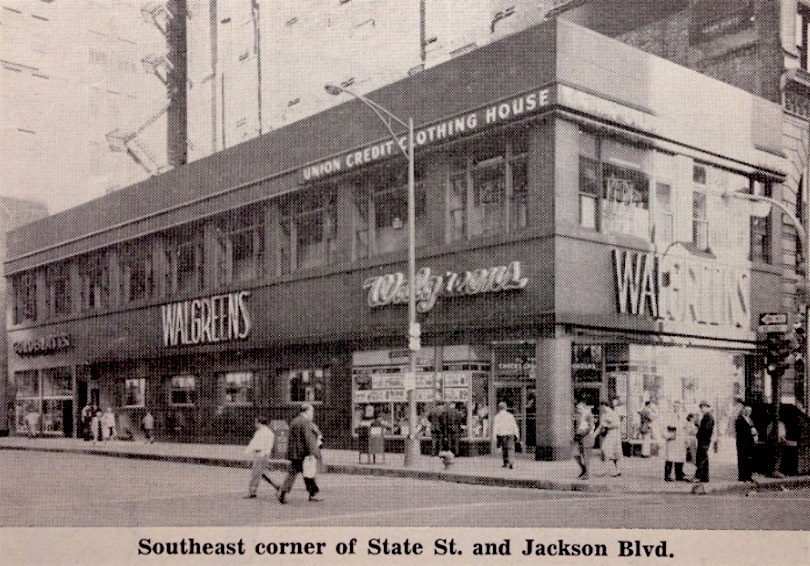 UNION CREDIT CLOTHING HOUSE
WALGREENS
Walgreens
WALGREENS
Southeast corner of State St. and Jackson Blvd.